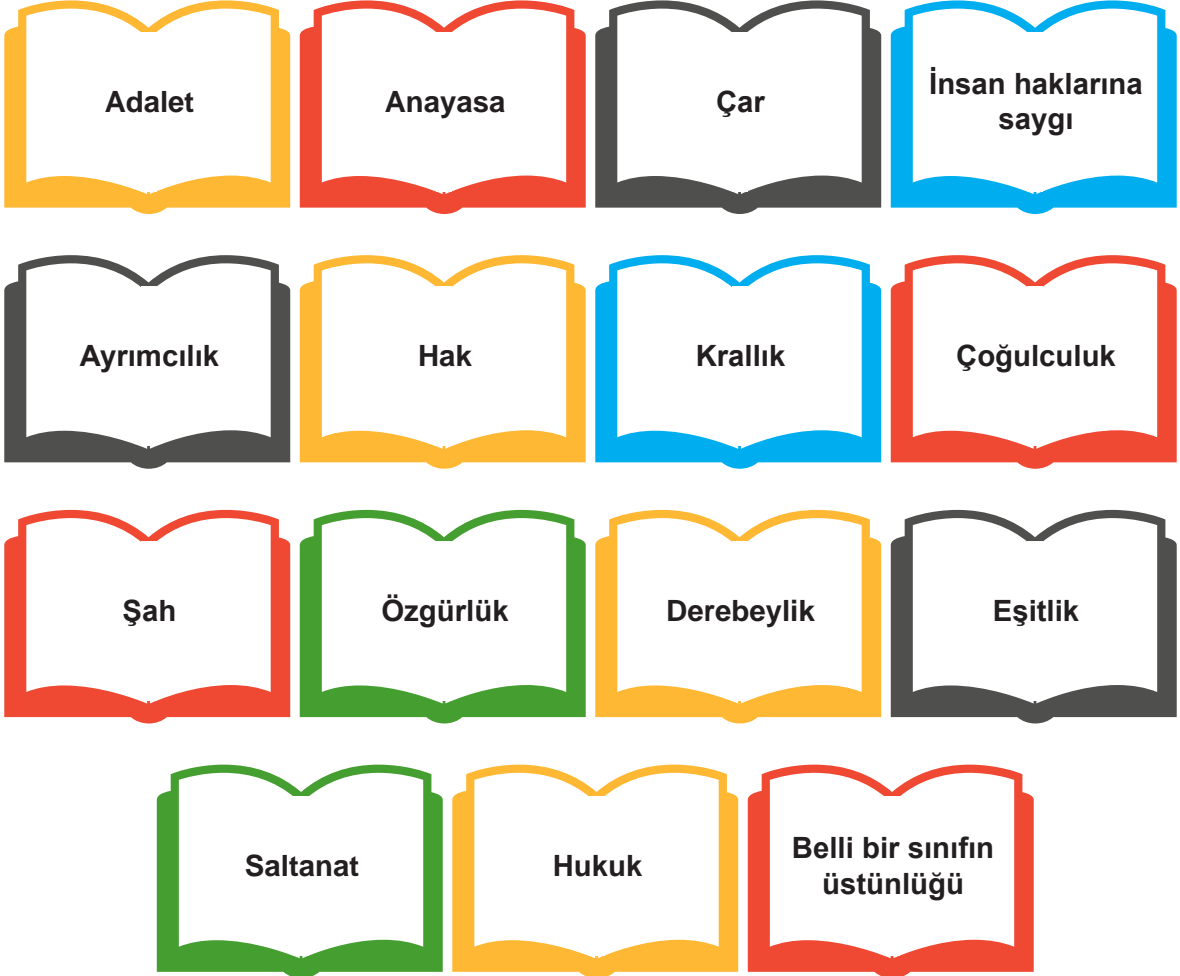 Adalet
Anayasa
Çar
İnsan haklarına
saygı
Ayrımcılık
Hak
Krallık
Çoğulculuk
Şah
Özgürlük
Derebeylik
Eşitlik
Saltanat
Hukuk
Belli bir sınıfın
üstünlüğü